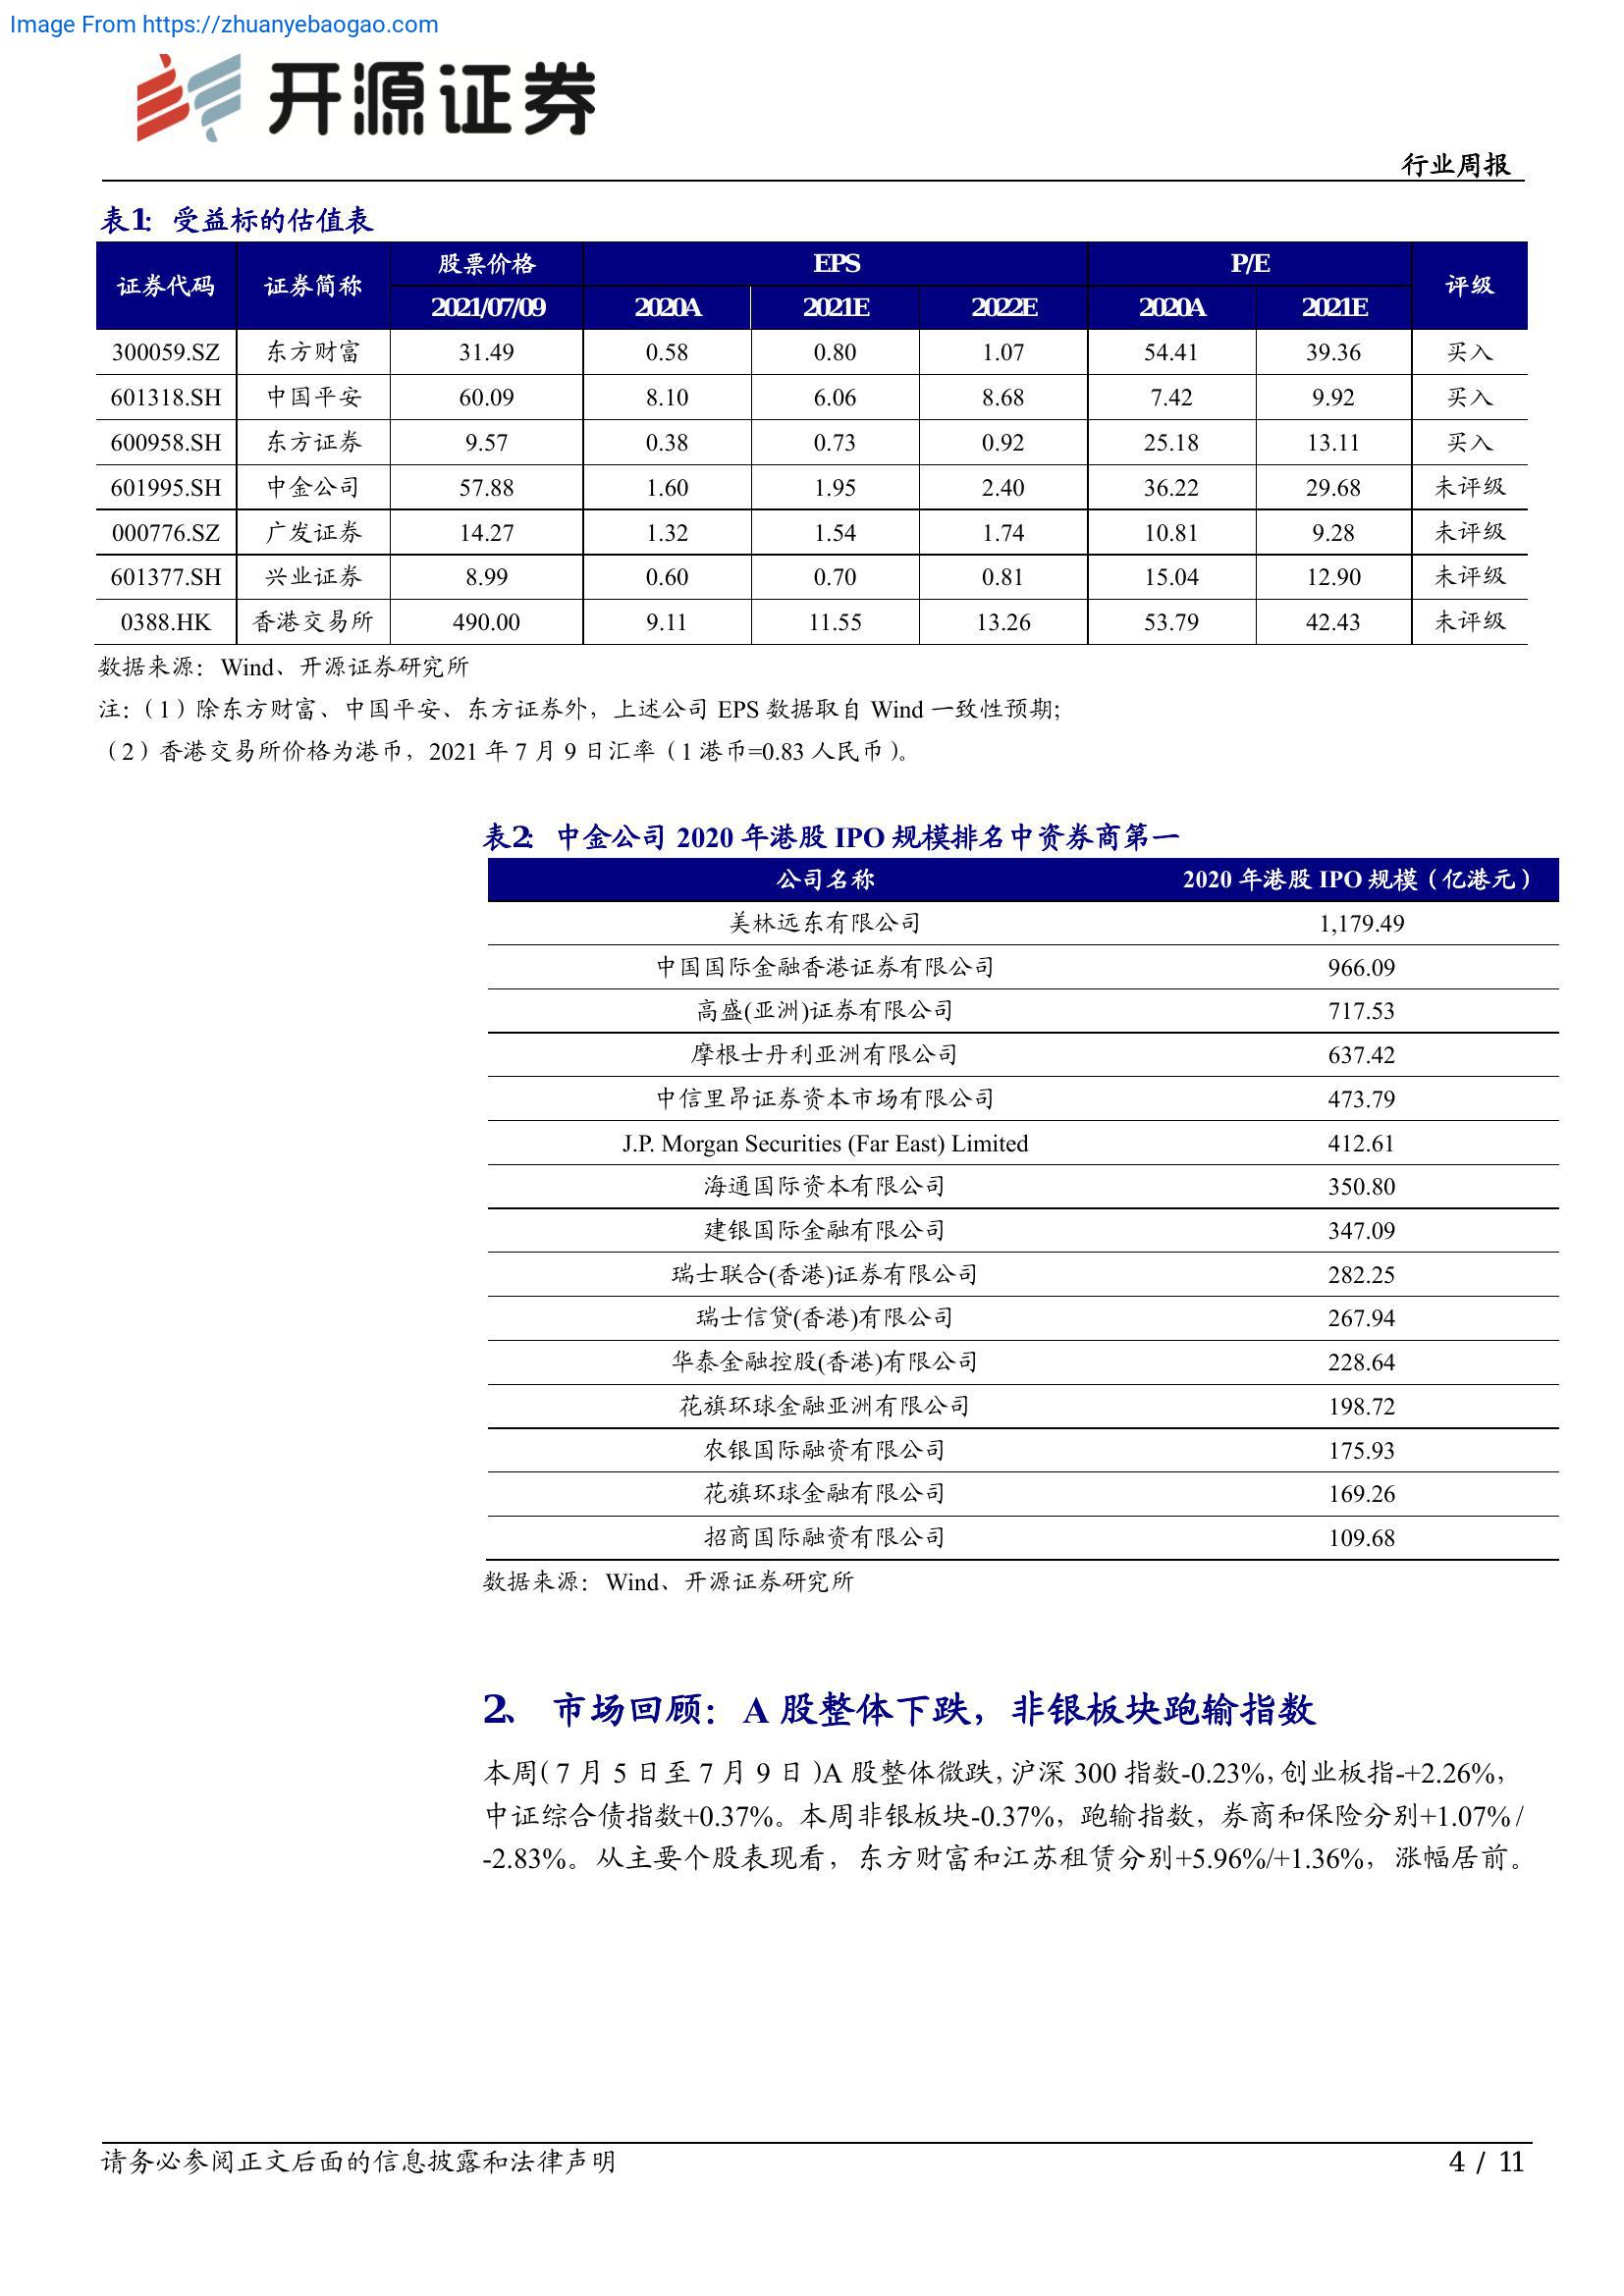 Image From https://zhuanyebaogao.com
开源证券
行业周报
表1: 受益标的估值表
证券代码 证券简称 股票价格 EPS P/E 评级
2021/07/09 2020A 2021E 2022E 2020A 2021E
300059.SZ 东方财富 31.49 0.58 0.80 1.07 54.41 39.36 买入
601318.SH 中国平安 60.09 8.10 6.06 8.68 7.42 9.92 买入
600958.SH 东方证券 9.57 0.38 0.73 0.92 25.18 13.11 买入
601995.SH 中金公司 57.88 1.60 1.95 2.40 36.22 29.68 未评级
000776.SZ 广发证券 14.27 1.32 1.54 1.74 10.81 9.28 未评级
601377.SH 兴业证券 8.99 0.60 0.70 0.81 15.04 12.90 未评级
0388.HK 香港交易所 490.00 9.11 11.55 13.26 53.79 42.43 未评级
数据来源：Wind、开源证券研究所
注：（1）除东方财富、中国平安、东方证券外，上述公司 EPS 数据取自 Wind 一致性预期;
（2）香港交易所价格为港币，2021 年 7 月 9 日汇率（1 港币=0.83 人民币）。
表2: 中金公司 2020 年港股 IPO 规模排名中资券商第一
公司名称 2020 年港股 IPO 规模（亿港元）
美林远东有限公司 1,179.49
中国国际金融香港证券有限公司 966.09
高盛(亚洲)证券有限公司 717.53
摩根士丹利亚洲有限公司 637.42
中信里昂证券资本市场有限公司 473.79
J.P. Morgan Securities (Far East) Limited 412.61
海通国际资本有限公司 350.80
建银国际金融有限公司 347.09
瑞士联合(香港)证券有限公司 282.25
瑞士信贷(香港)有限公司 267.94
华泰金融控股(香港)有限公司 228.64
花旗环球金融亚洲有限公司 198.72
农银国际融资有限公司 175.93
花旗环球金融有限公司 169.26
招商国际融资有限公司 109.68
数据来源：Wind、开源证券研究所
2、 市场回顾：A 股整体下跌，非银板块跑输指数
本周（7 月 5 日至 7 月 9 日）A 股整体微跌，沪深 300 指数-0.23%，创业板指-+2.26%，
中证综合债指数+0.37%。本周非银板块-0.37%，跑输指数，券商和保险分别+1.07% /
-2.83%。从主要个股表现看，东方财富和江苏租赁分别+5.96%/+1.36%，涨幅居前。
请务必参阅正文后面的信息披露和法律声明 4 / 11